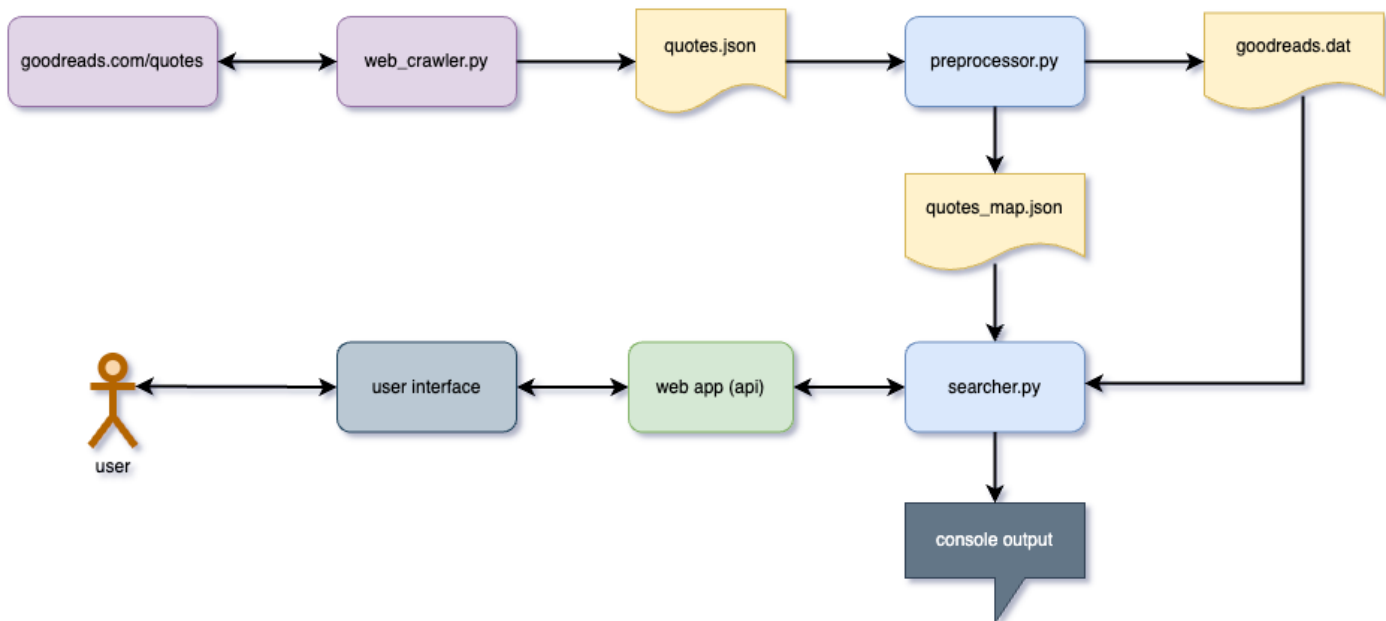 goodreads.com/quotes
web_crawler.py
quotes.json
preprocessor.py
goodreads.dat
quotes_map.json
user interface
web app (api)
searcher.py
user
console output